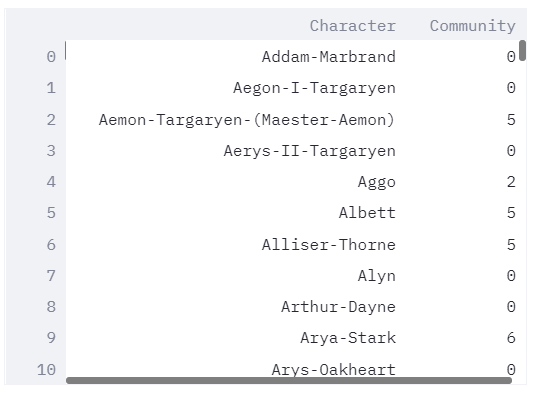 Character Community
0 Addam-Marbrand 0
1 Aegon-I-Targaryen 0
2 Aemon-Targaryen-(Maester-Aemon) 5
3 Aerys-II-Targaryen 0
4 Aggo 2
5 Albett 5
6 Alliser-Thorne 5
7 Alyn 0
8 Arthur-Dayne 0
9 Arya-Stark 6
10 Arys-Oakheart 0